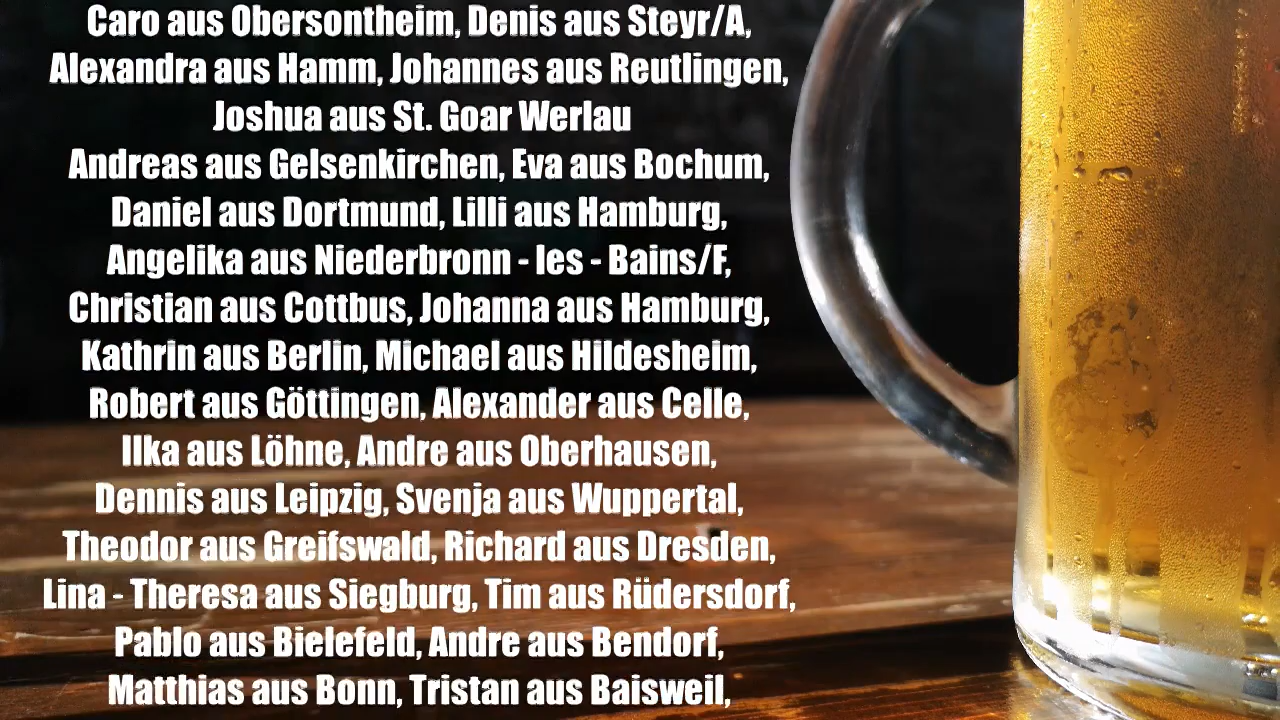 Caro aus Obersontheim, Denis aus Steyr/A,
Alexandra aus Hamm, Johannes aus Reutlingen,
Joshua aus St. Goar Werlau
Andreas aus Gelsenkirchen, Eva aus Bochum,
Daniel aus Dortmund, Lilli aus Hamburg,
Angelika aus Niederbronn - les - Bains/F,
Christian aus Cottbus, Johanna aus Hamburg,
Kathrin aus Berlin, Michael aus Hildesheim,
Robert aus Göttingen, Alexander aus Celle,
Ilka aus Löhne, Andre aus Oberhausen,
Dennis aus Leipzig, Svenja aus Wuppertal,
Theodor aus Greifswald, Richard aus Dresden,
Lina - Theresa aus Siegburg, Tim aus Rüdersdorf,
Pablo aus Bielefeld, Andre aus Bendorf,
Matthias aus Bonn, Tristan aus Baisweil,